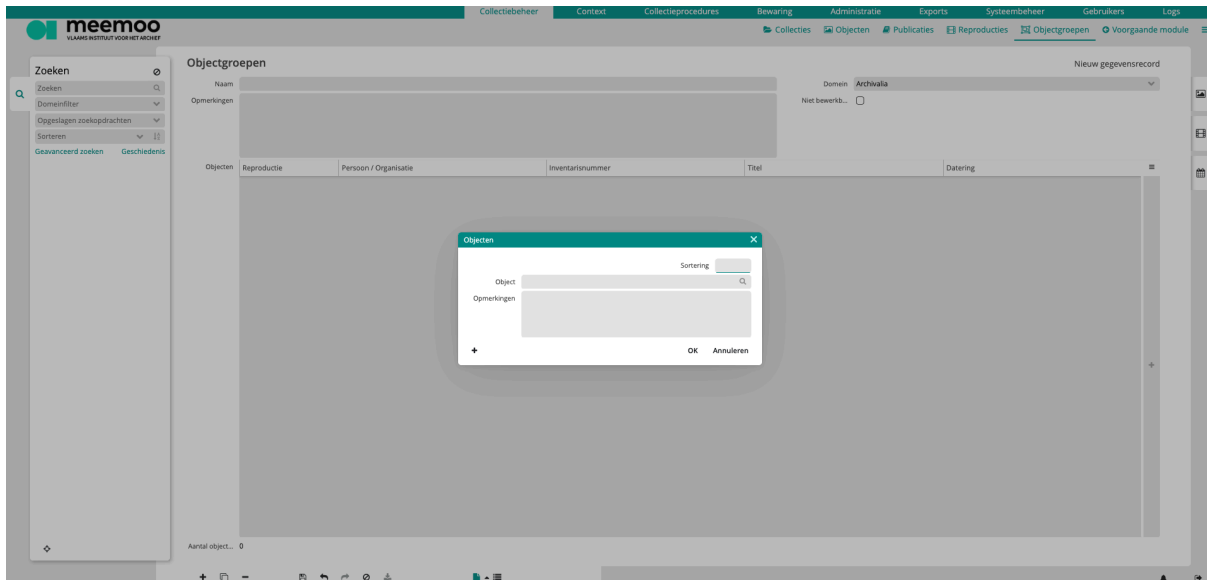 Collectiebeheer Context Collectieprocedures Bewaring Administratie Exports Systeembeheer Gebruikers Logs
meemoo
VLAAMS INSTITUUT VOOR HET ARCHIEF
Collecties Objecten Publicaties Reproducties Objectgroepen Voorgaande module
Zoeken
Zoeken
Domeinfilter
Opgeslagen zoekopdrachten
Sorteren
Geavanceerd zoeken Geschiedenis
Objectgroepen Nieuw gegevensrecord
Naam Domein Archivalia
Opmerkingen Niet bewerkb...
Objecten Reproductie Persoon / Organisatie Inventarisnummer Titel Datering
Objecten
Sortering
Object
Opmerkingen
OK Annuleren
Aantal object... 0